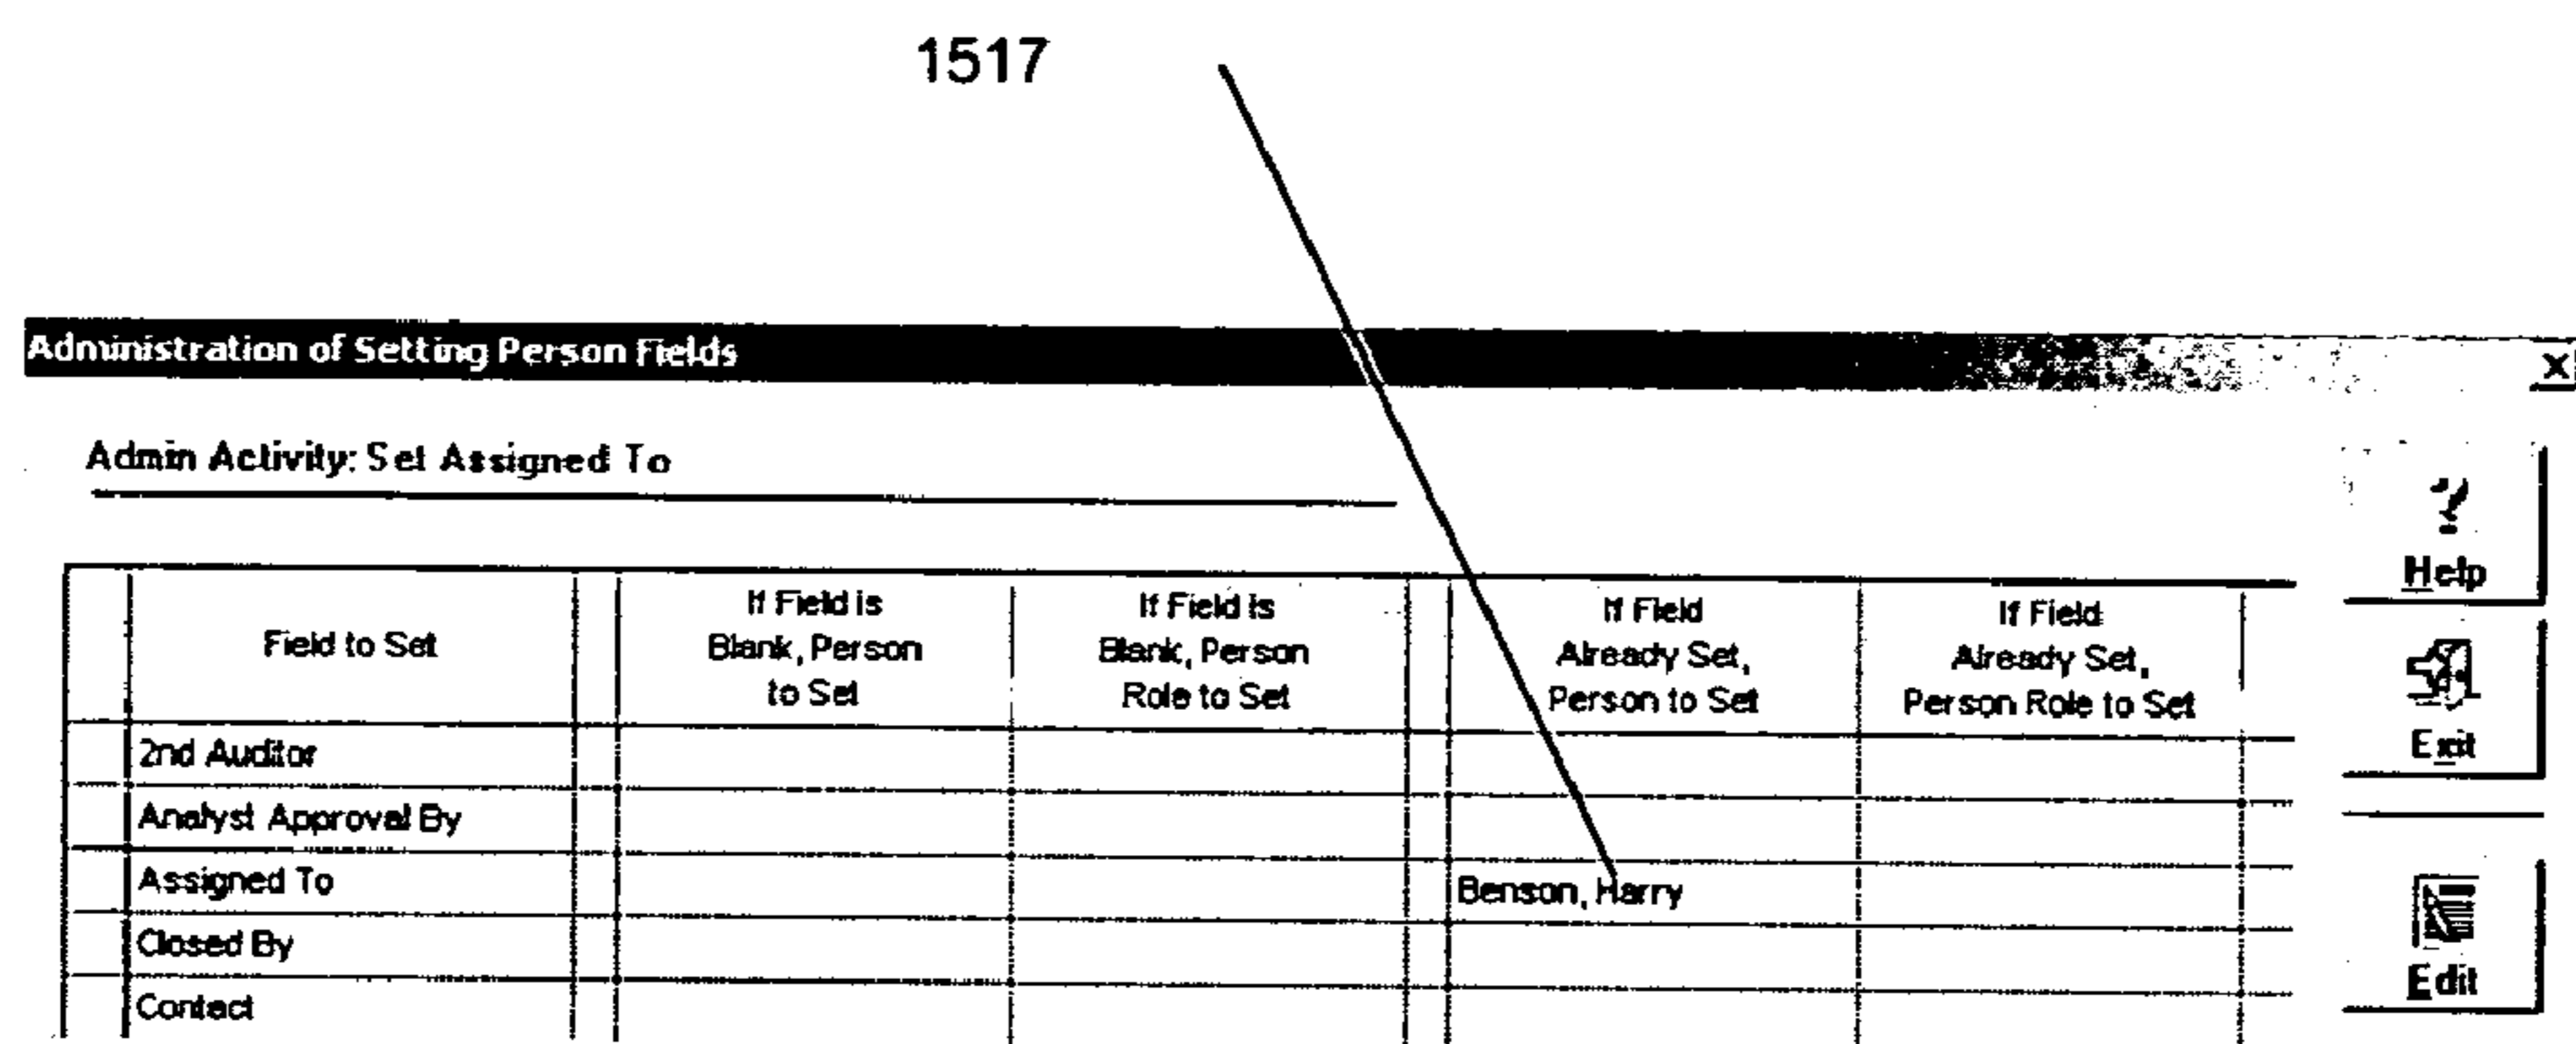 1517
Administration of Setting Person Fields
X
Admin Activity: Set Assigned To
Help
Exit
Edit
Field to Set
If Field is
Blank, Person
to Set
If Field is
Blank, Person
Role to Set
If Field
Already Set,
Person to Set
If Field
Already Set,
Person Role to Set
2nd Auditor
Analyst Approval By
Assigned To
Benson, Harry
Closed By
Contact